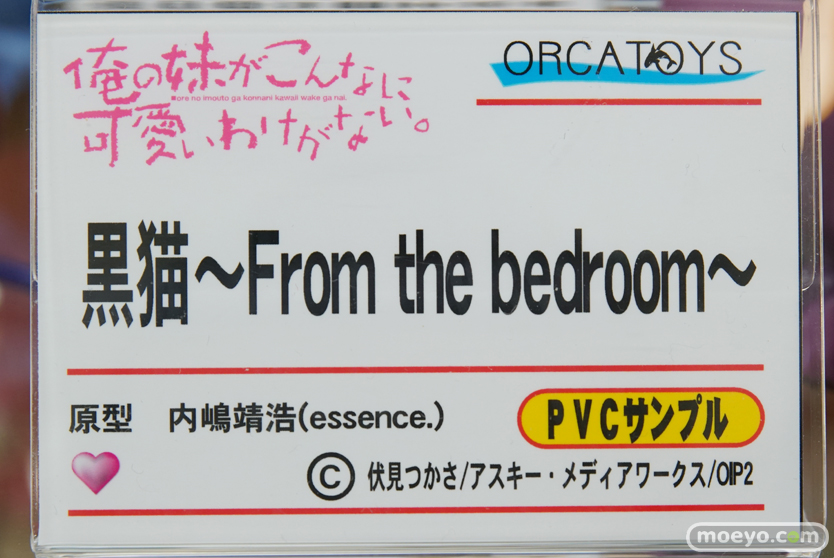 俺の妹がこんなに
ore no imouto ga konnani kawaii wake ga nai.
可愛いわけがない。
ORCATOYS
黒猫～From the bedroom～
原型 内嶋靖浩(essence.)
PVCサンプル
© 伏見つかさ/アスキー・メディアワークス/OIP2
moeyo.com